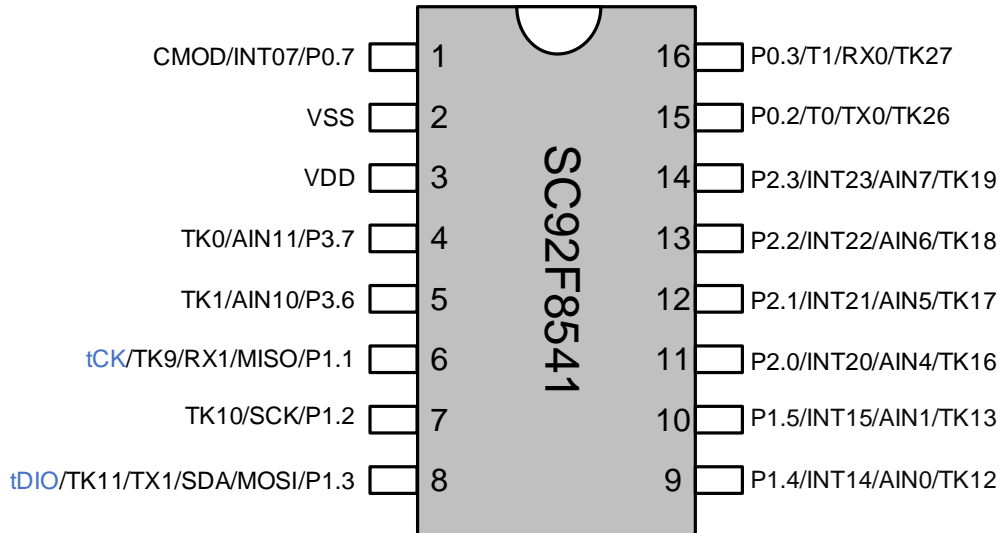 CMOD/INT07/P0.7 1 16 P0.3/T1/RX0/TK27
VSS 2 15 P0.2/T0/TX0/TK26
VDD 3 14 P2.3/INT23/AIN7/TK19
TK0/AIN11/P3.7 4 13 P2.2/INT22/AIN6/TK18
TK1/AIN10/P3.6 5 12 P2.1/INT21/AIN5/TK17
tCK/TK9/RX1/MISO/P1.1 6 11 P2.0/INT20/AIN4/TK16
TK10/SCK/P1.2 7 10 P1.5/INT15/AIN1/TK13
tDIO/TK11/TX1/SDA/MOSI/P1.3 8 9 P1.4/INT14/AIN0/TK12
SC92F8541